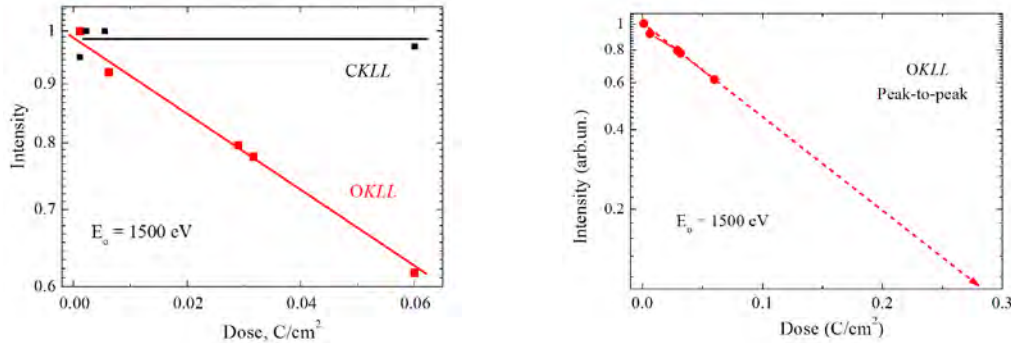 1
0.9
0.8
0.7
0.6
Intensity
CKLL
OKLL
E₀ = 1500 eV
0.00
0.02
0.04
0.06
Dose, C/cm²
1
0.8
0.6
0.4
0.2
Intensity (arb.un.)
OKLL
Peak-to-peak
E₀ = 1500 eV
0.0
0.1
0.2
0.3
Dose (C/cm²)